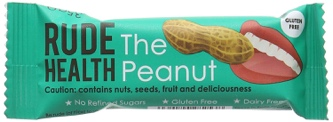 RUDE
HEALTH
The
Peanut
GLUTEN
FREE
Caution: contains nuts, seeds, fruit and deliciousness
No Refined Sugars
Gluten Free
Dairy Free